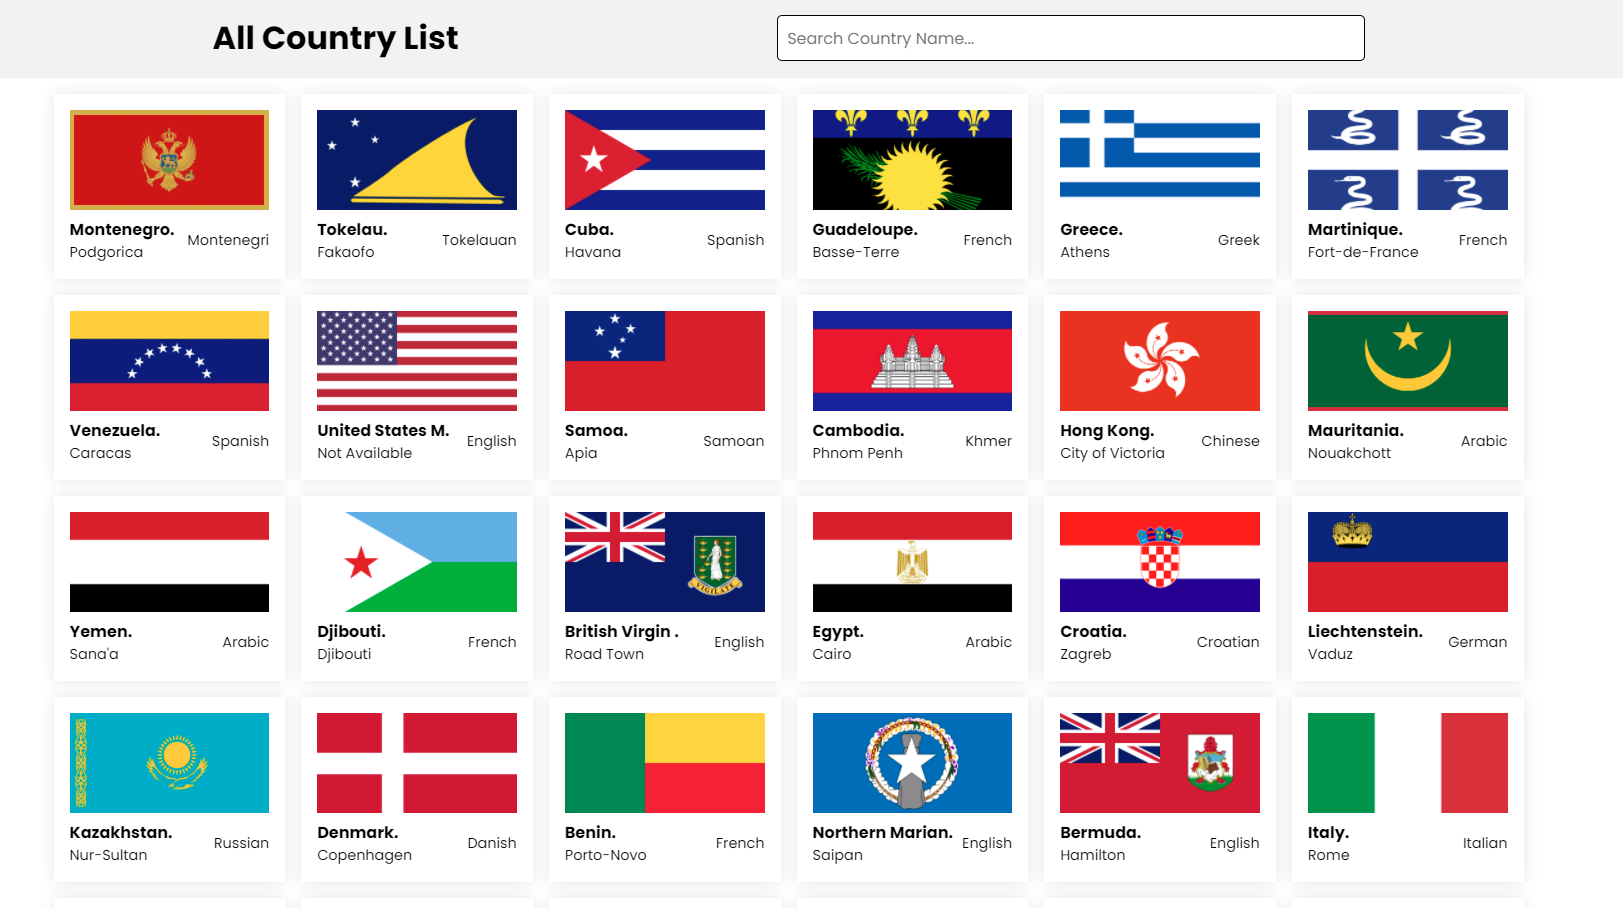 All Country List
Search Country Name...
Montenegro.
Podgorica
Montenegri
Tokelau.
Fakaofo
Tokelauan
Cuba.
Havana
Spanish
Guadeloupe.
Basse-Terre
French
Greece.
Athens
Greek
Martinique.
Fort-de-France
French
Venezuela.
Caracas
Spanish
United States M.
Not Available
English
Samoa.
Apia
Samoan
Cambodia.
Phnom Penh
Khmer
Hong Kong.
City of Victoria
Chinese
Mauritania.
Nouakchott
Arabic
Yemen.
Sana'a
Arabic
Djibouti.
Djibouti
French
VIGILATE
British Virgin .
Road Town
English
Egypt.
Cairo
Arabic
Croatia.
Zagreb
Croatian
Liechtenstein.
Vaduz
German
Kazakhstan.
Nur-Sultan
Russian
Denmark.
Copenhagen
Danish
Benin.
Porto-Novo
French
Northern Marian.
Saipan
English
Bermuda.
Hamilton
English
Italy.
Rome
Italian